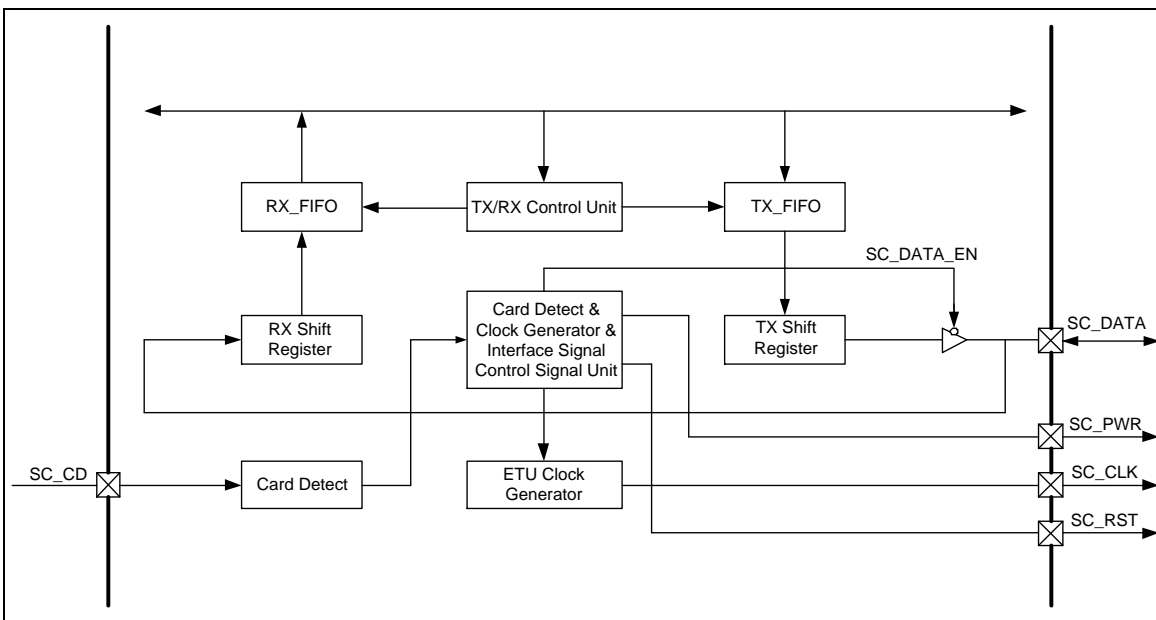 RX_FIFO
TX/RX Control Unit
TX_FIFO
SC_DATA_EN
RX Shift
Register
Card Detect &
Clock Generator &
Interface Signal
Control Signal Unit
TX Shift
Register
SC_DATA
SC_PWR
SC_CD
Card Detect
ETU Clock
Generator
SC_CLK
SC_RST